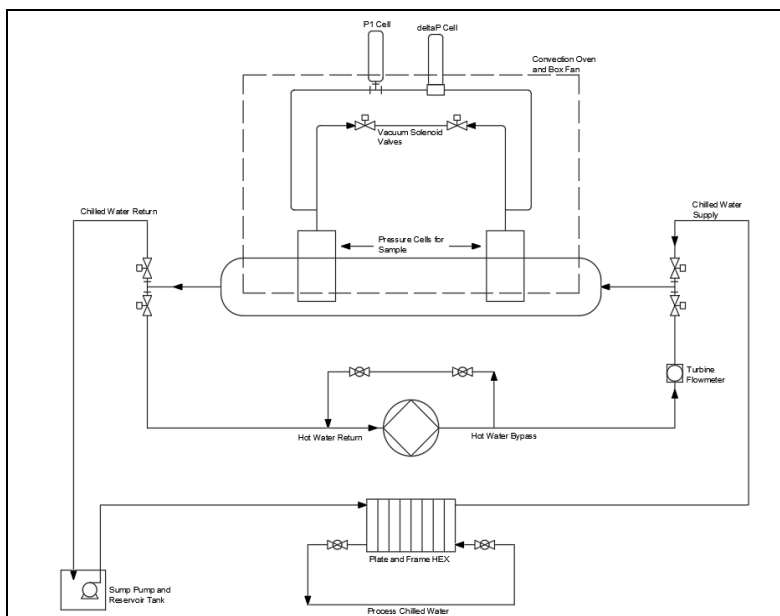 P1 Cell
deltaP Cell
Convection Oven
and Box Fan
Vacuum Solenoid
Valves
Chilled Water Return
Chilled Water
Supply
Pressure Cells for
Sample
Turbine
Flowmeter
Hot Water Return
Hot Water Bypass
Plate and Frame HEX
Sump Pump and
Reservoir Tank
Process Chilled Water